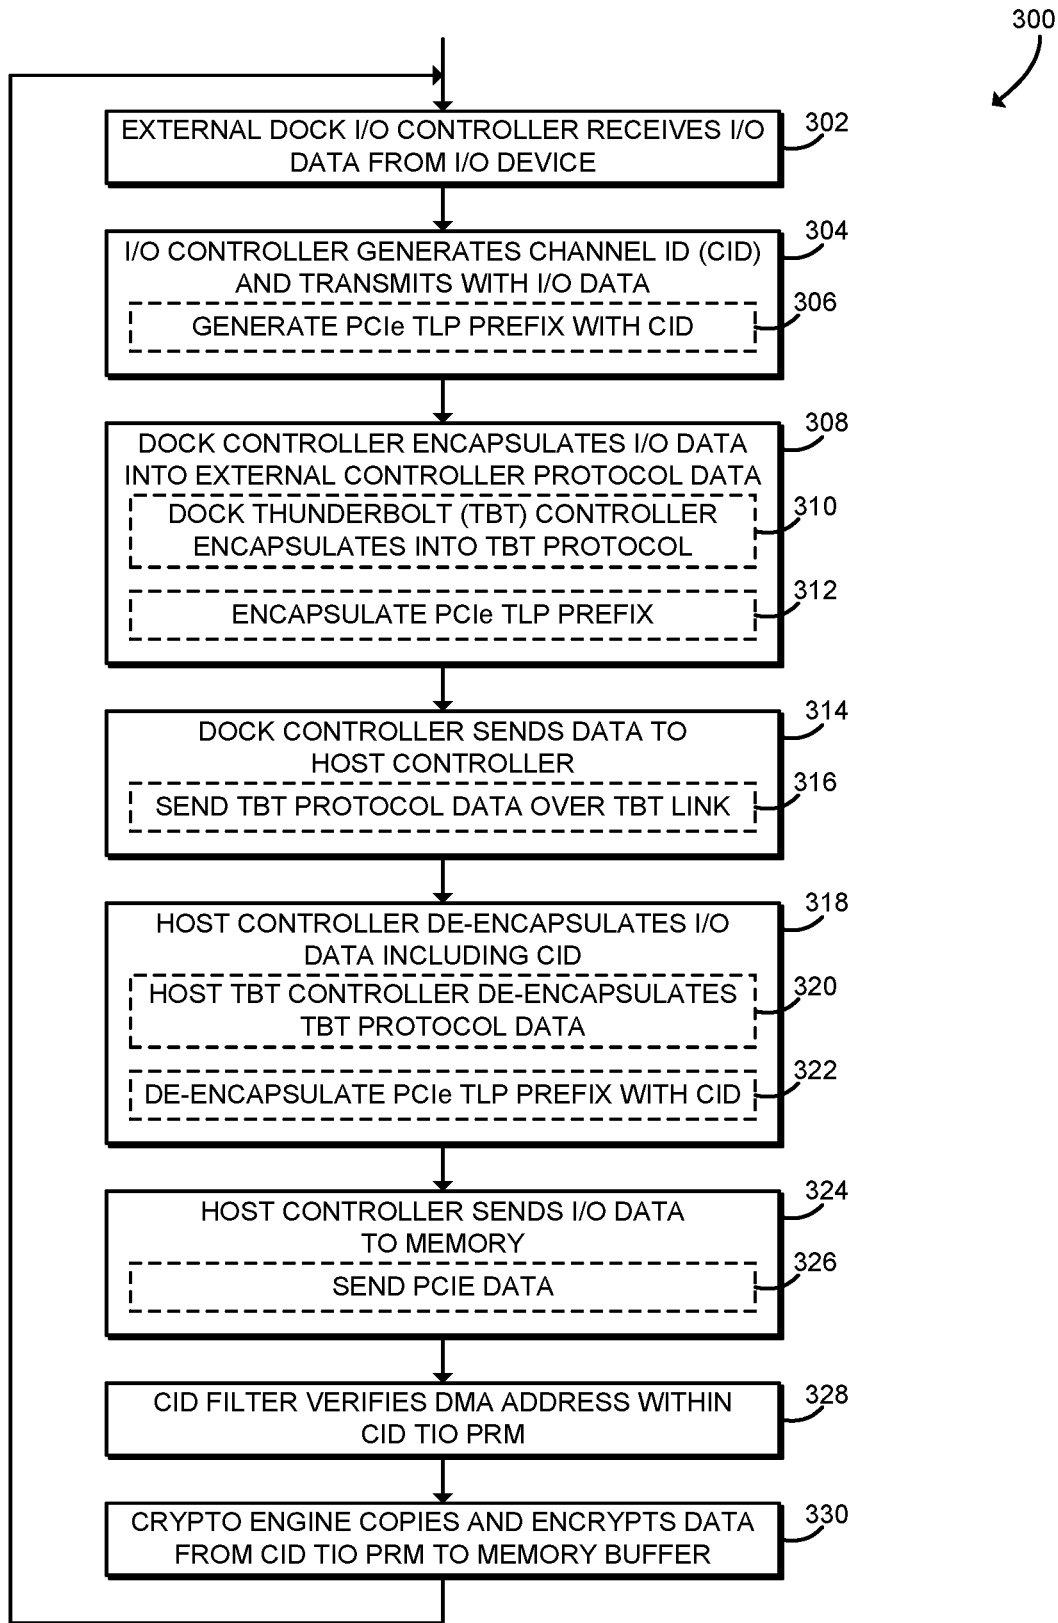 300
EXTERNAL DOCK I/O CONTROLLER RECEIVES I/O
DATA FROM I/O DEVICE
302
I/O CONTROLLER GENERATES CHANNEL ID (CID)
AND TRANSMITS WITH I/O DATA
304
GENERATE PCIe TLP PREFIX WITH CID
306
DOCK CONTROLLER ENCAPSULATES I/O DATA
INTO EXTERNAL CONTROLLER PROTOCOL DATA
308
DOCK THUNDERBOLT (TBT) CONTROLLER
ENCAPSULATES INTO TBT PROTOCOL
310
ENCAPSULATE PCIe TLP PREFIX
312
DOCK CONTROLLER SENDS DATA TO
HOST CONTROLLER
314
SEND TBT PROTOCOL DATA OVER TBT LINK
316
HOST CONTROLLER DE-ENCAPSULATES I/O
DATA INCLUDING CID
318
HOST TBT CONTROLLER DE-ENCAPSULATES
TBT PROTOCOL DATA
320
DE-ENCAPSULATE PCIe TLP PREFIX WITH CID
322
HOST CONTROLLER SENDS I/O DATA
TO MEMORY
324
SEND PCIE DATA
326
CID FILTER VERIFIES DMA ADDRESS WITHIN
CID TIO PRM
328
CRYPTO ENGINE COPIES AND ENCRYPTS DATA
FROM CID TIO PRM TO MEMORY BUFFER
330